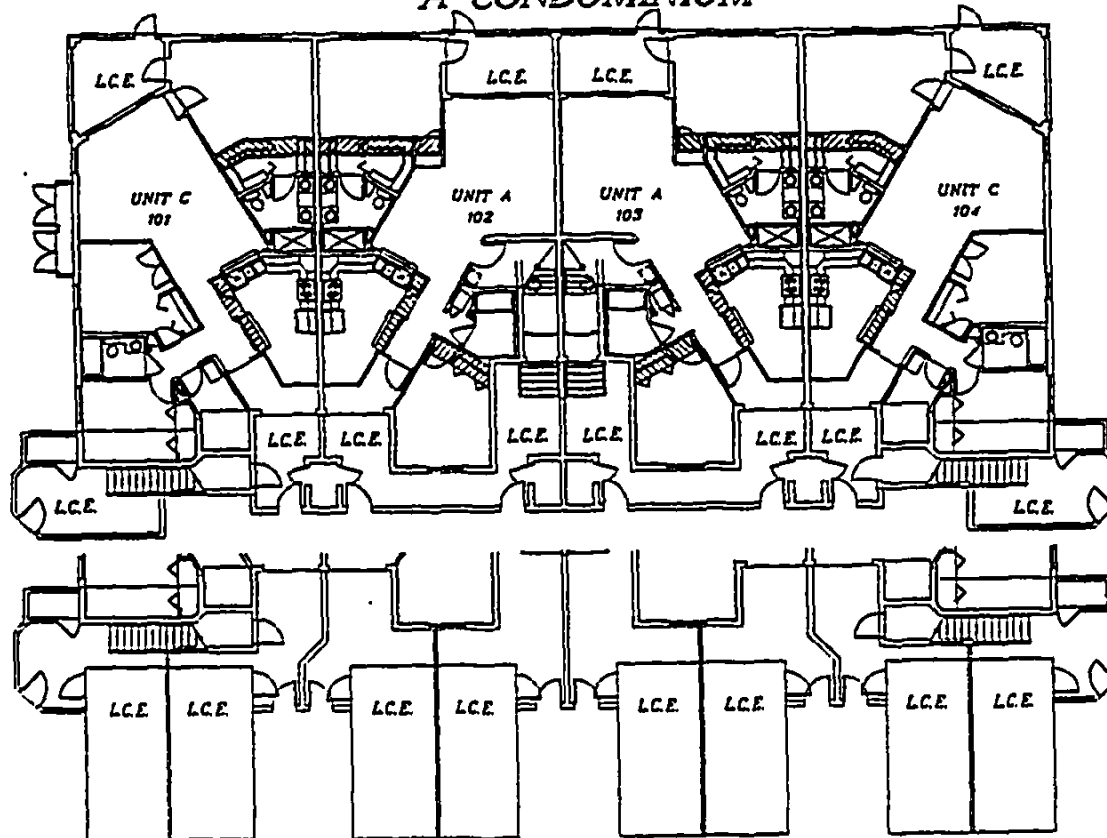 "A CONDOMINIUM"
L.C.E. L.C.E. L.C.E. L.C.E.
UNIT C
101
UNIT A
102
UNIT A
103
UNIT C
104
L.C.E. L.C.E. L.C.E. L.C.E. L.C.E. L.C.E.
L.C.E. L.C.E.
L.C.E. L.C.E. L.C.E. L.C.E. L.C.E. L.C.E. L.C.E. L.C.E.